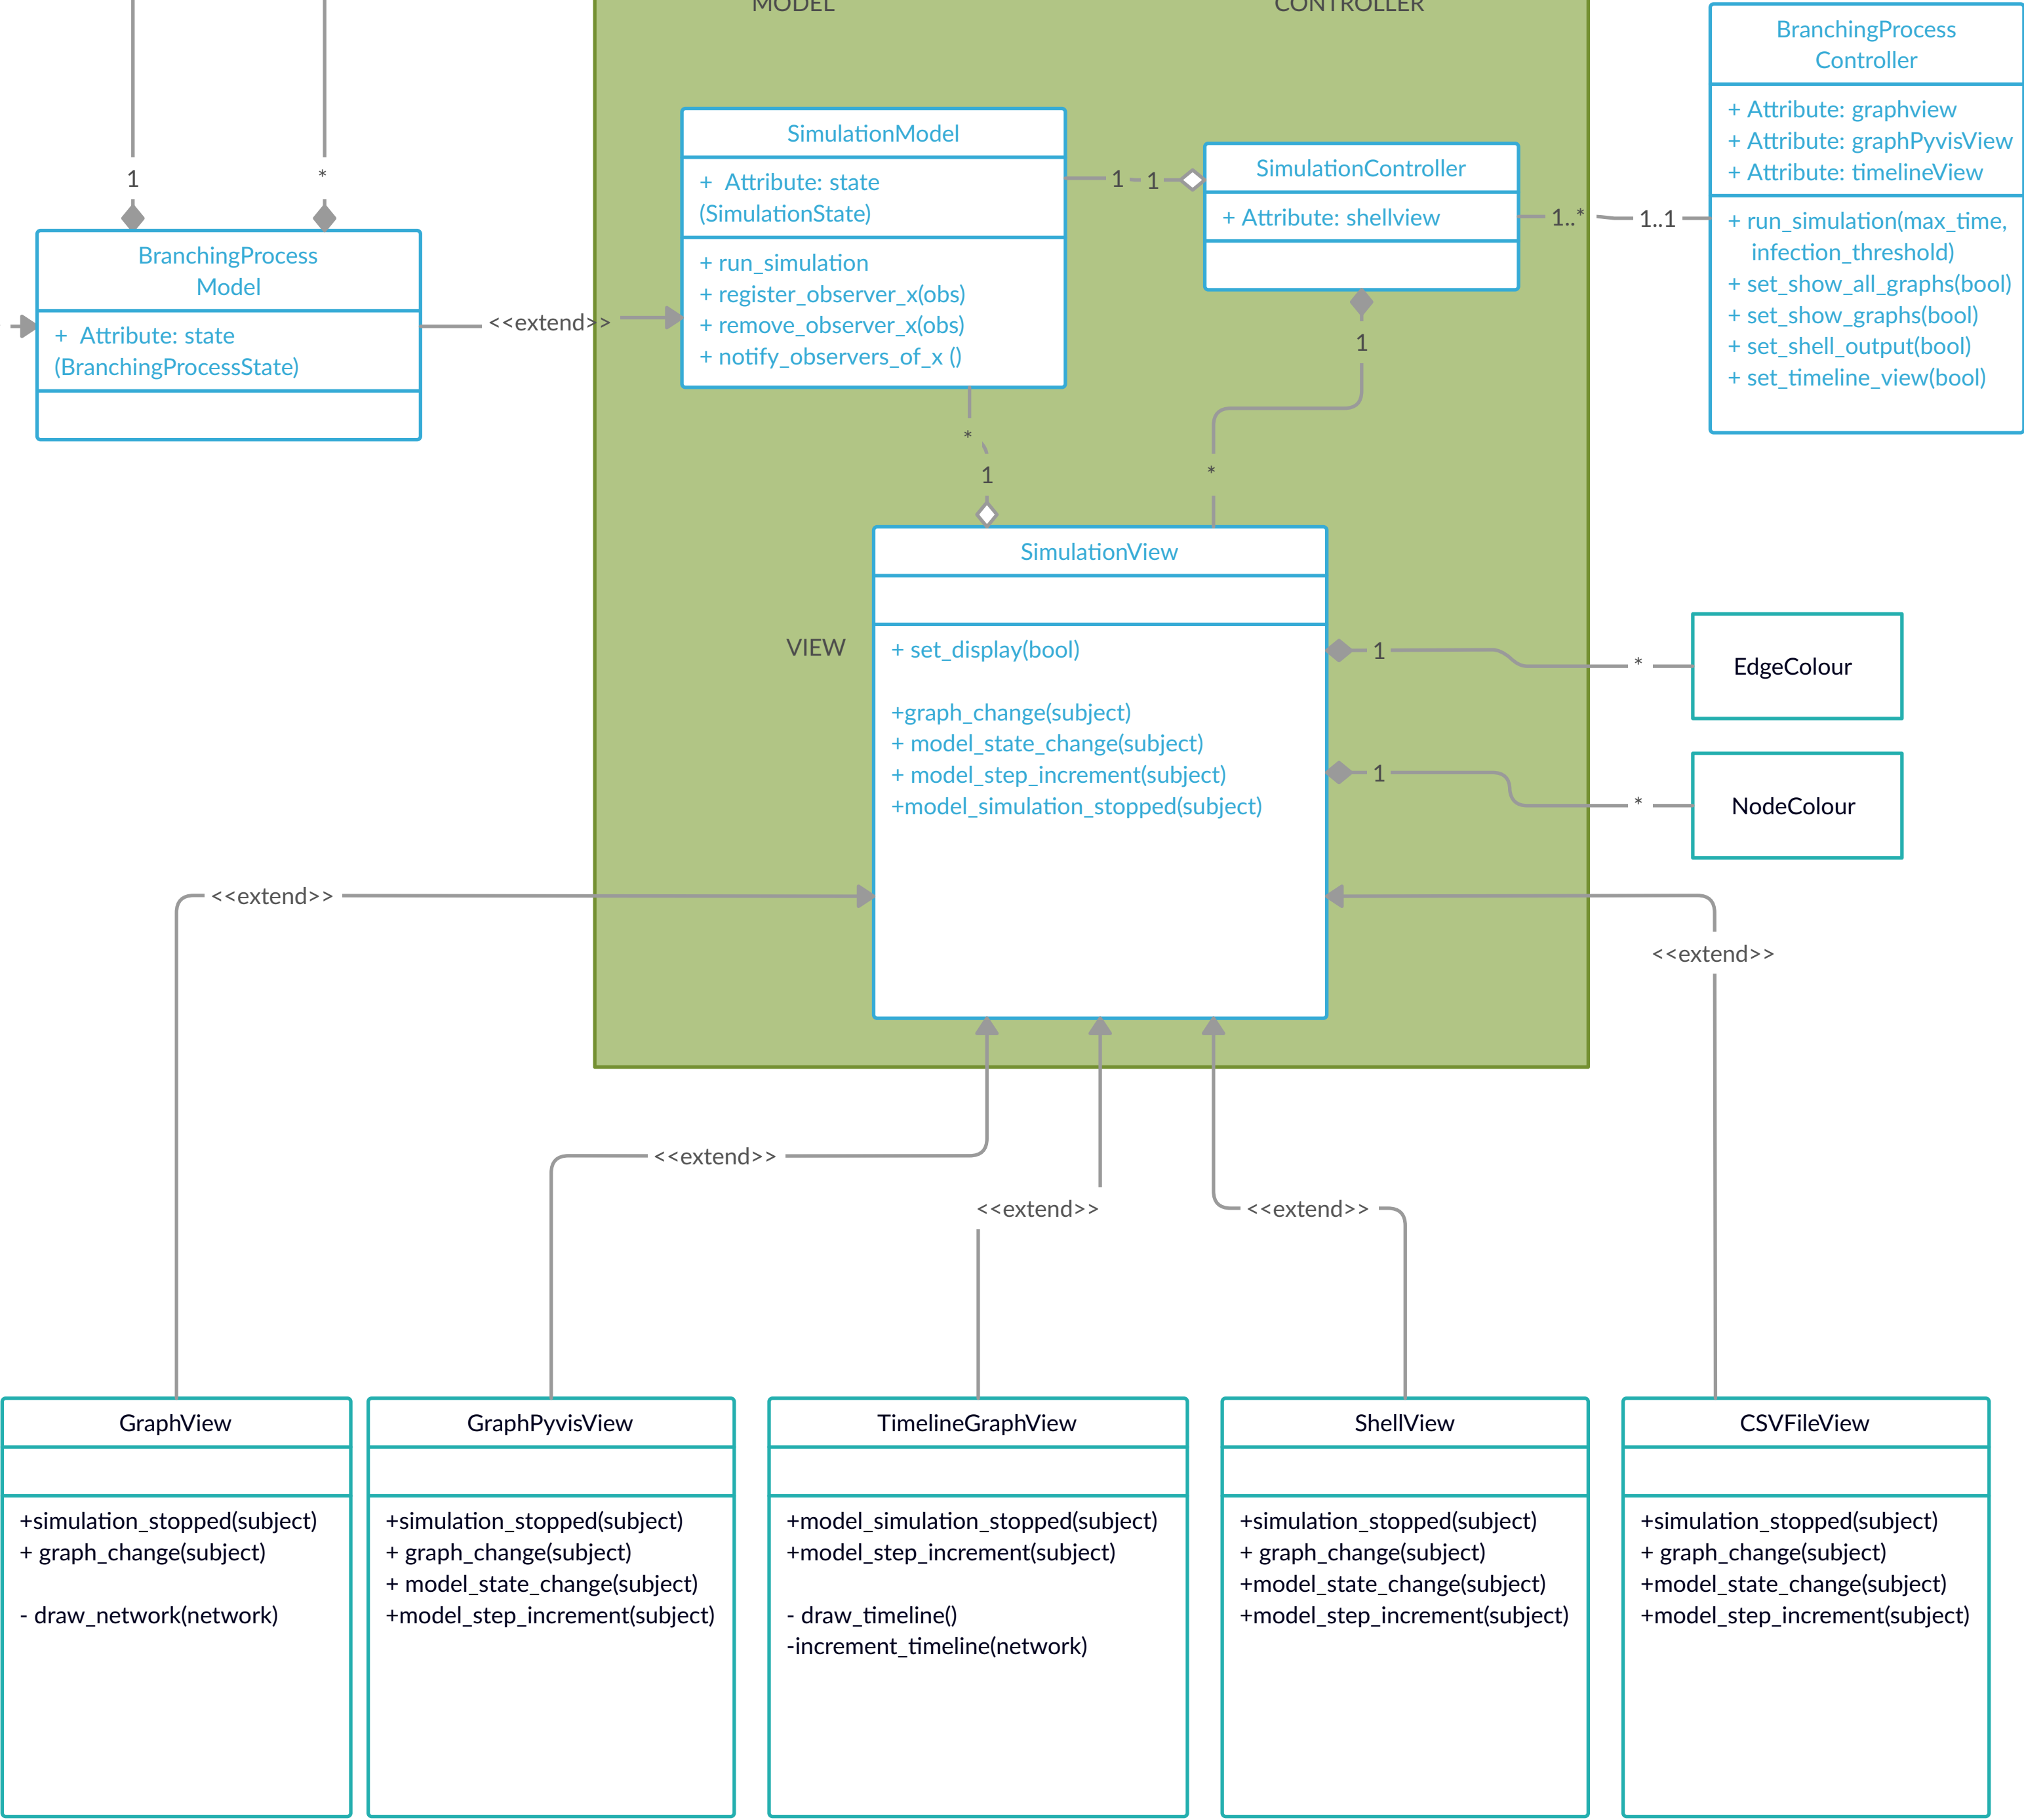 MODEL
CONTROLLER
BranchingProcess
Controller
+ Attribute: graphview
+ Attribute: graphPyvisView
+ Attribute: timelineView
+ run_simulation(max_time,
infection_threshold)
+ set_show_all_graphs(bool)
+ set_show_graphs(bool)
+ set_shell_output(bool)
+ set_timeline_view(bool)
SimulationModel
+ Attribute: state
(SimulationState)
+ run_simulation
+ register_observer_x(obs)
+ remove_observer_x(obs)
+ notify_observers_of_x ()
1
1
SimulationController
+ Attribute: shellview
1..*
1..1
1
*
BranchingProcess
Model
+ Attribute: state
(BranchingProcessState)
<<extend>>
1
*
*
1
SimulationView
VIEW
+ set_display(bool)
+graph_change(subject)
+ model_state_change(subject)
+ model_step_increment(subject)
+model_simulation_stopped(subject)
1
*
EdgeColour
1
*
NodeColour
<<extend>>
<<extend>>
<<extend>>
<<extend>>
<<extend>>
GraphView
+simulation_stopped(subject)
+ graph_change(subject)
- draw_network(network)
GraphPyvisView
+simulation_stopped(subject)
+ graph_change(subject)
+ model_state_change(subject)
+model_step_increment(subject)
TimelineGraphView
+model_simulation_stopped(subject)
+model_step_increment(subject)
- draw_timeline()
-increment_timeline(network)
ShellView
+simulation_stopped(subject)
+ graph_change(subject)
+model_state_change(subject)
+model_step_increment(subject)
CSVFileView
+simulation_stopped(subject)
+ graph_change(subject)
+model_state_change(subject)
+model_step_increment(subject)